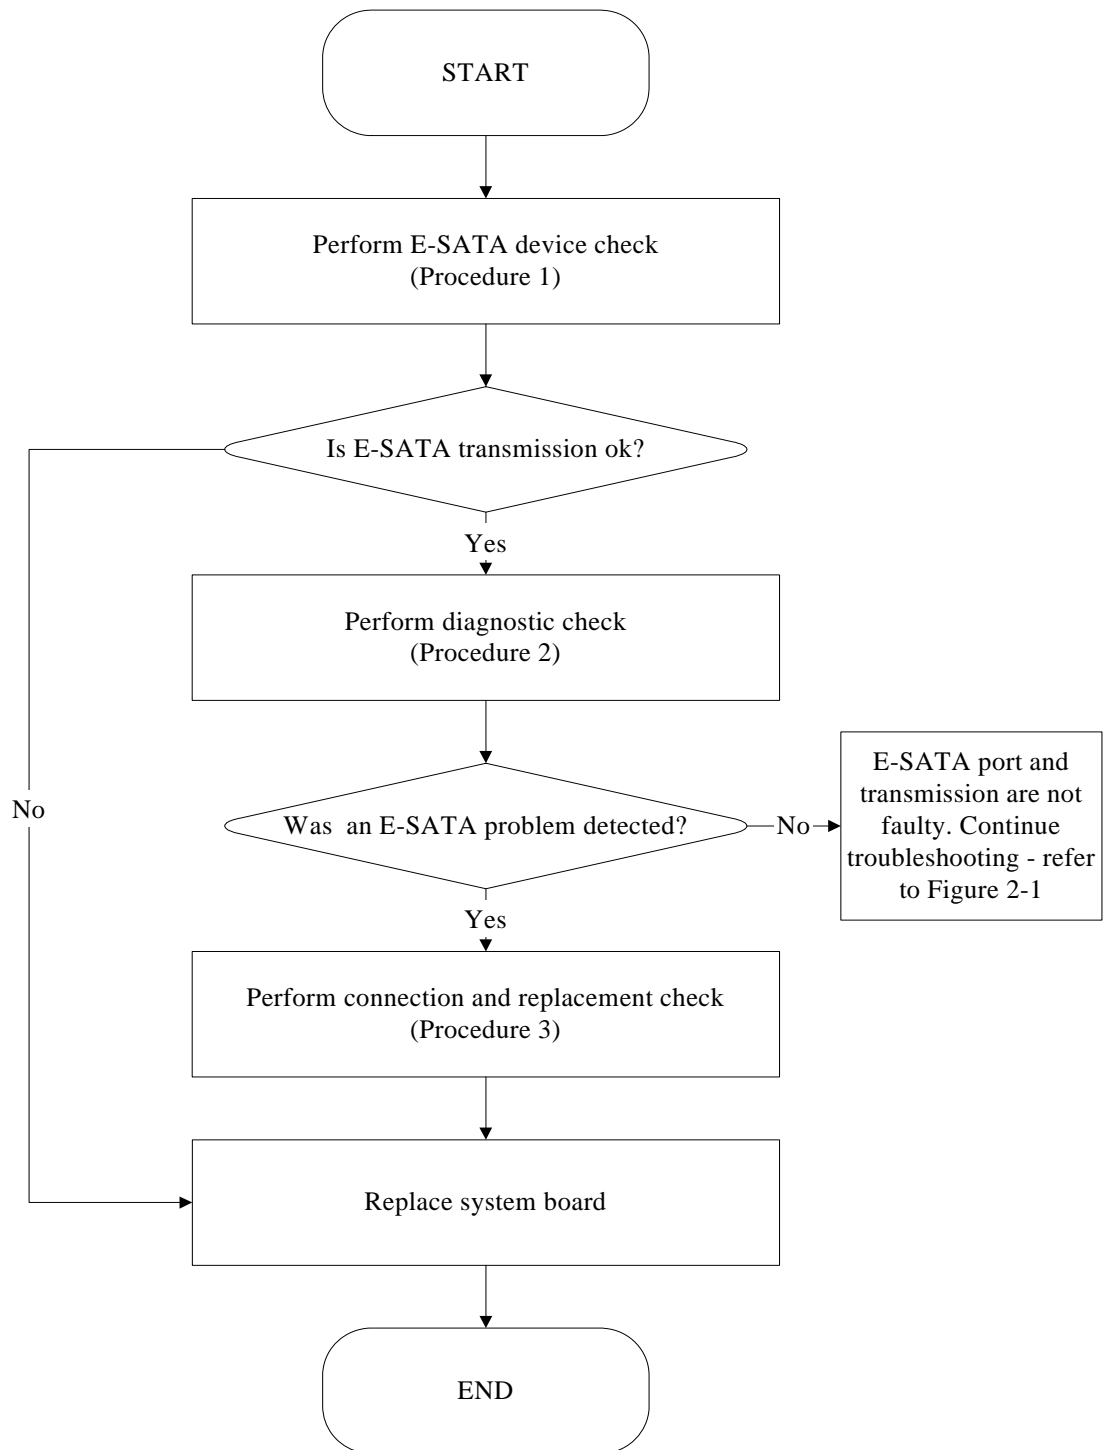 START
Perform E-SATA device check
(Procedure 1)
Is E-SATA transmission ok?
Yes
Perform diagnostic check
(Procedure 2)
No
Was  an E-SATA problem detected?
No
E-SATA port and
transmission are not
faulty. Continue
troubleshooting - refer
to Figure 2-1
Yes
Perform connection and replacement check
(Procedure 3)
Replace system board
END